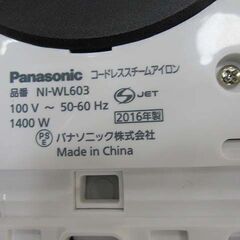 Panasonic コードレススチームアイロン
品番 NI-WL603
100 V ～ 50-60 Hz
1400 W
S JET
2016年製
PS E パナソニック株式会社
Made in China